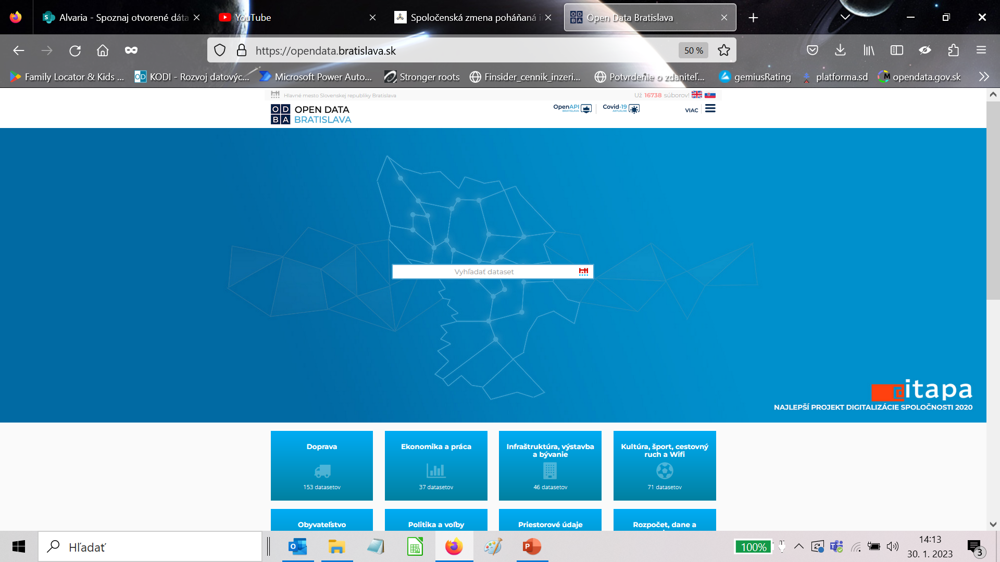 Alvaria - Spoznaj otvorené dáta
YouTube
Spoločenská zmena poháňaná i
Open Data Bratislava
https://opendata.bratislava.sk
50 %
Family Locator & Kids ...
KODI - Rozvoj datovýc...
Microsoft Power Auto...
Stronger roots
Finsider_cennik_inzeri...
Potvrdenie o zdaniteľ...
gemiusRating
platforma.sd
opendata.gov.sk
Hlavné mesto Slovenskej republiky Bratislava
Už 16738 súborov!
OD
BA
OPEN DATA
BRATISLAVA
OpenAPI
BRATISLAVA
Covid-19
AKTUÁLNE
VIAC
Vyhľadať dataset
itapa
NAJLEPŠÍ PROJEKT DIGITALIZÁCIE SPOLOČNOSTI 2020
Doprava
153 datasetov
Ekonomika a práca
37 datasetov
Infraštruktúra, výstavba
a bývanie
46 datasetov
Kultúra, šport, cestovný
ruch a Wifi
71 datasetov
Obyvateľstvo
Politika a voľby
Priestorové údaje
Rozpočet, dane a
Hľadať
100%
14:13
30. 1. 2023
3